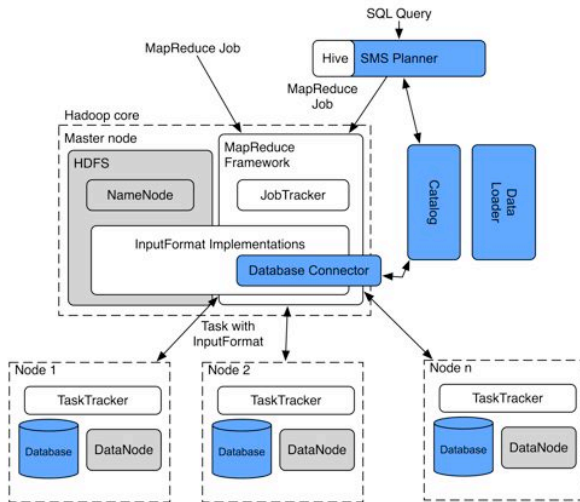 SQL Query
MapReduce Job
Hive
SMS Planner
MapReduce
Job
Hadoop core
Master node
HDFS
MapReduce
Framework
NameNode
JobTracker
Catalog
Data
Loader
InputFormat Implementations
Database Connector
Task with
InputFormat
Node 1
TaskTracker
Database
DataNode
Node 2
TaskTracker
Database
DataNode
Node n
TaskTracker
Database
DataNode